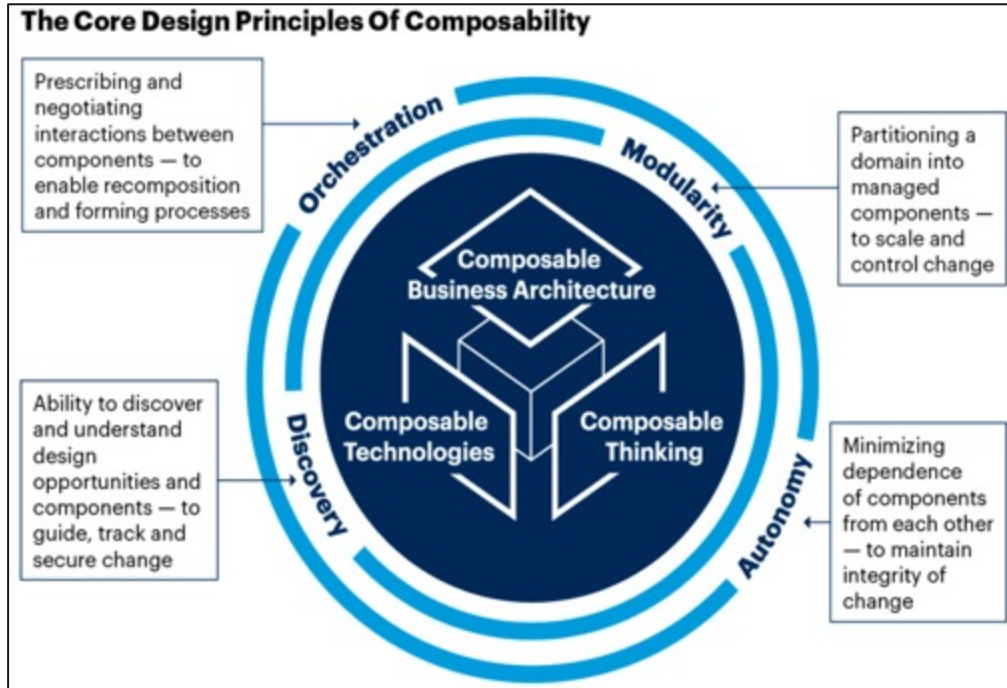 The Core Design Principles Of Composability
Prescribing and
negotiating
interactions between
components — to
enable recomposition
and forming processes
Orchestration
Modularity
Partitioning a
domain into
managed
components —
to scale and
control change
Composable
Business Architecture
Composable
Technologies
Composable
Thinking
Ability to discover
and understand
design
opportunities and
components — to
guide, track and
secure change
Discovery
Autonomy
Minimizing
dependence
of components
from each other
— to maintain
integrity of
change